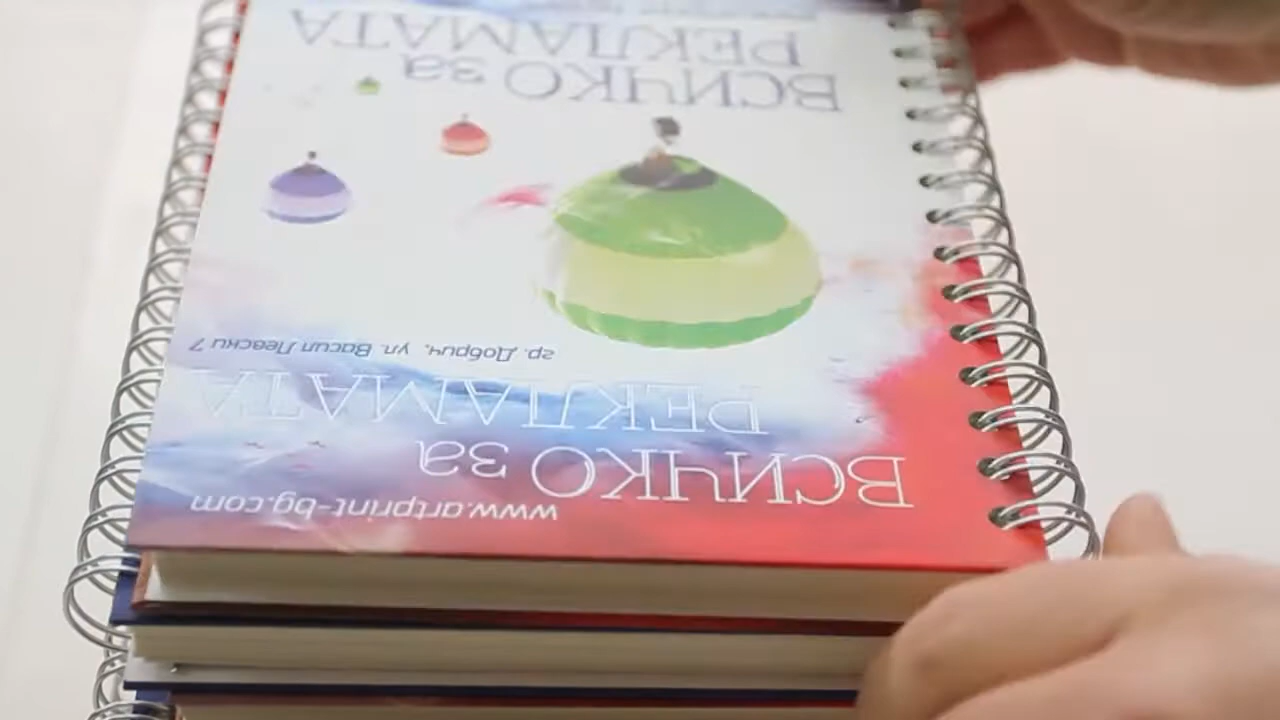 www.artprint-bg.com
ВСИЧКО за
РЕКЛАМАТА
гр. Добрич, ул. Васил Левски 7
ВСИЧКО за
РЕКЛАМАТА